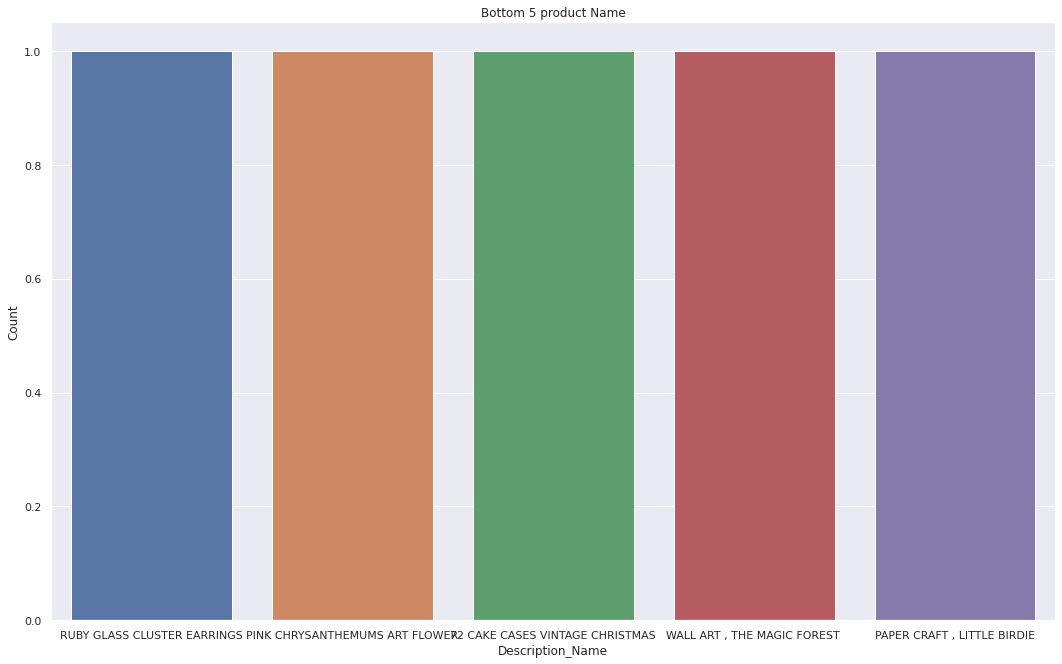 Bottom 5 product Name
1.0
0.8
0.6
0.4
0.2
0.0
Count
RUBY GLASS CLUSTER EARRINGS PINK CHRYSANTHEMUMS ART FLOWER 72 CAKE CASES VINTAGE CHRISTMAS WALL ART , THE MAGIC FOREST PAPER CRAFT , LITTLE BIRDIE
Description_Name